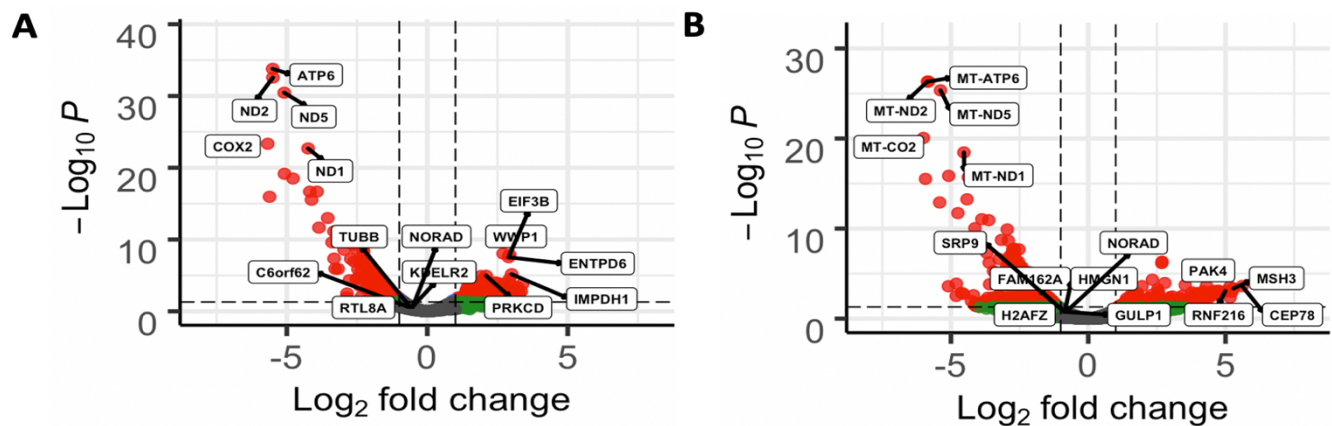 A
40
30
20
10
0
−Log10 P
ATP6
ND2
ND5
COX2
ND1
EIF3B
TUBB
NORAD
WWP1
C6orf62
KDELR2
ENTPD6
IMPDH1
RTL8A
PRKCD
-5
0
5
Log2 fold change
B
30
20
10
0
−Log10 P
MT-ATP6
MT-ND2
MT-ND5
MT-CO2
MT-ND1
SRP9
NORAD
FAM162A
HMGN1
PAK4
MSH3
H2AFZ
GULP1
RNF216
CEP78
-5
0
5
Log2 fold change